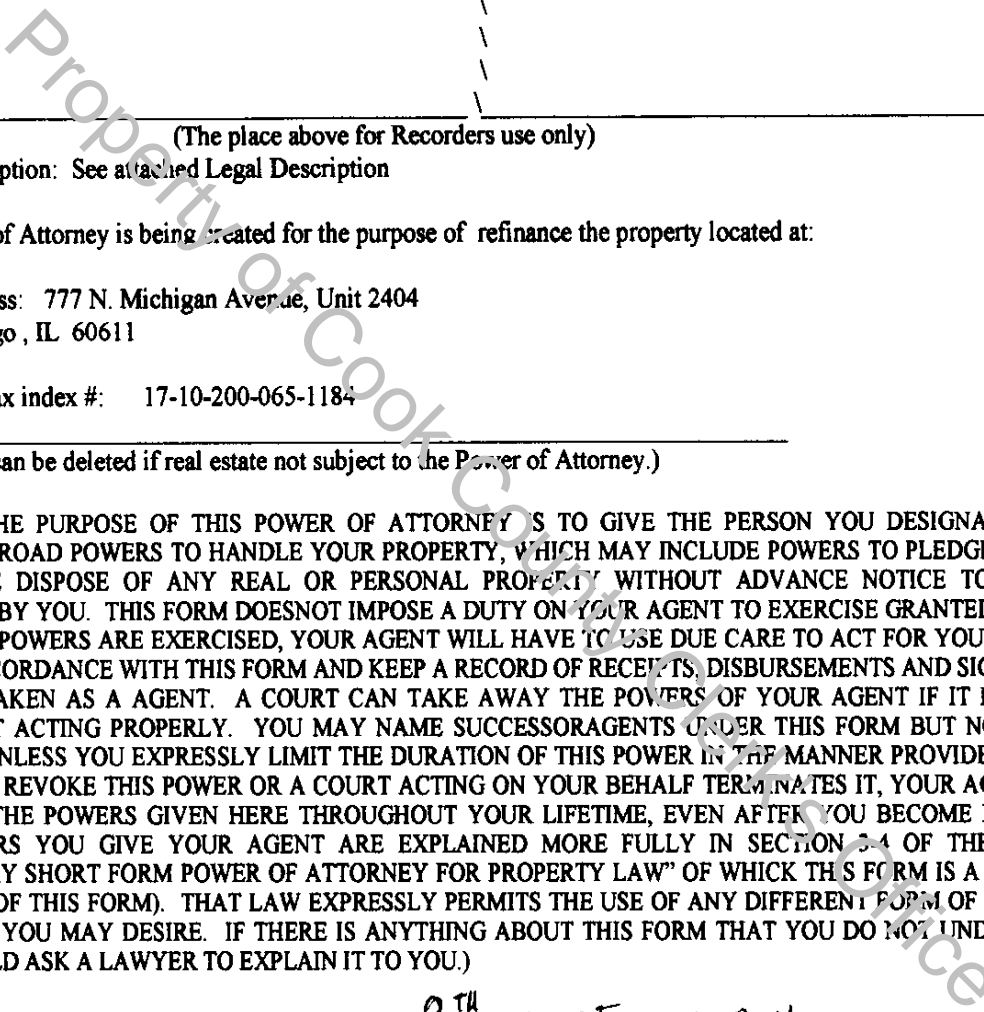 (The place above for Recorders use only)
ption: See attached Legal Description
of Attorney is being created for the purpose of refinance the property located at:
ss: 777 N. Michigan Avenue, Unit 2404
go , IL 60611
ax index #: 17-10-200-065-1184
an be deleted if real estate not subject to the Power of Attorney.)
HE PURPOSE OF THIS POWER OF ATTORNEY IS TO GIVE THE PERSON YOU DESIGNA
ROAD POWERS TO HANDLE YOUR PROPERTY, WHICH MAY INCLUDE POWERS TO PLEDG
DISPOSE OF ANY REAL OR PERSONAL PROPERTY WITHOUT ADVANCE NOTICE TO
BY YOU. THIS FORM DOESNOT IMPOSE A DUTY ON YOUR AGENT TO EXERCISE GRANTE
POWERS ARE EXERCISED, YOUR AGENT WILL HAVE TO USE DUE CARE TO ACT FOR YOU
CORDANCE WITH THIS FORM AND KEEP A RECORD OF RECEIPTS, DISBURSEMENTS AND SI
AKEN AS A AGENT. A COURT CAN TAKE AWAY THE POWERS OF YOUR AGENT IF IT
T ACTING PROPERLY. YOU MAY NAME SUCCESSORAGENTS UNDER THIS FORM BUT N
NLESS YOU EXPRESSLY LIMIT THE DURATION OF THIS POWER IN THE MANNER PROVIDE
REVOKE THIS POWER OR A COURT ACTING ON YOUR BEHALF TERMINATES IT, YOUR A
THE POWERS GIVEN HERE THROUGHOUT YOUR LIFETIME, EVEN AFTER YOU BECOME
RS YOU GIVE YOUR AGENT ARE EXPLAINED MORE FULLY IN SECTION 3-4 OF THE
Y SHORT FORM POWER OF ATTORNEY FOR PROPERTY LAW" OF WHICH THIS FORM IS A
OF THIS FORM). THAT LAW EXPRESSLY PERMITS THE USE OF ANY DIFFERENT FORM OF
YOU MAY DESIRE. IF THERE IS ANYTHING ABOUT THIS FORM THAT YOU DO NOT UND
D ASK A LAWYER TO EXPLAIN IT TO YOU.)
Property of Cook County Clerk's Office